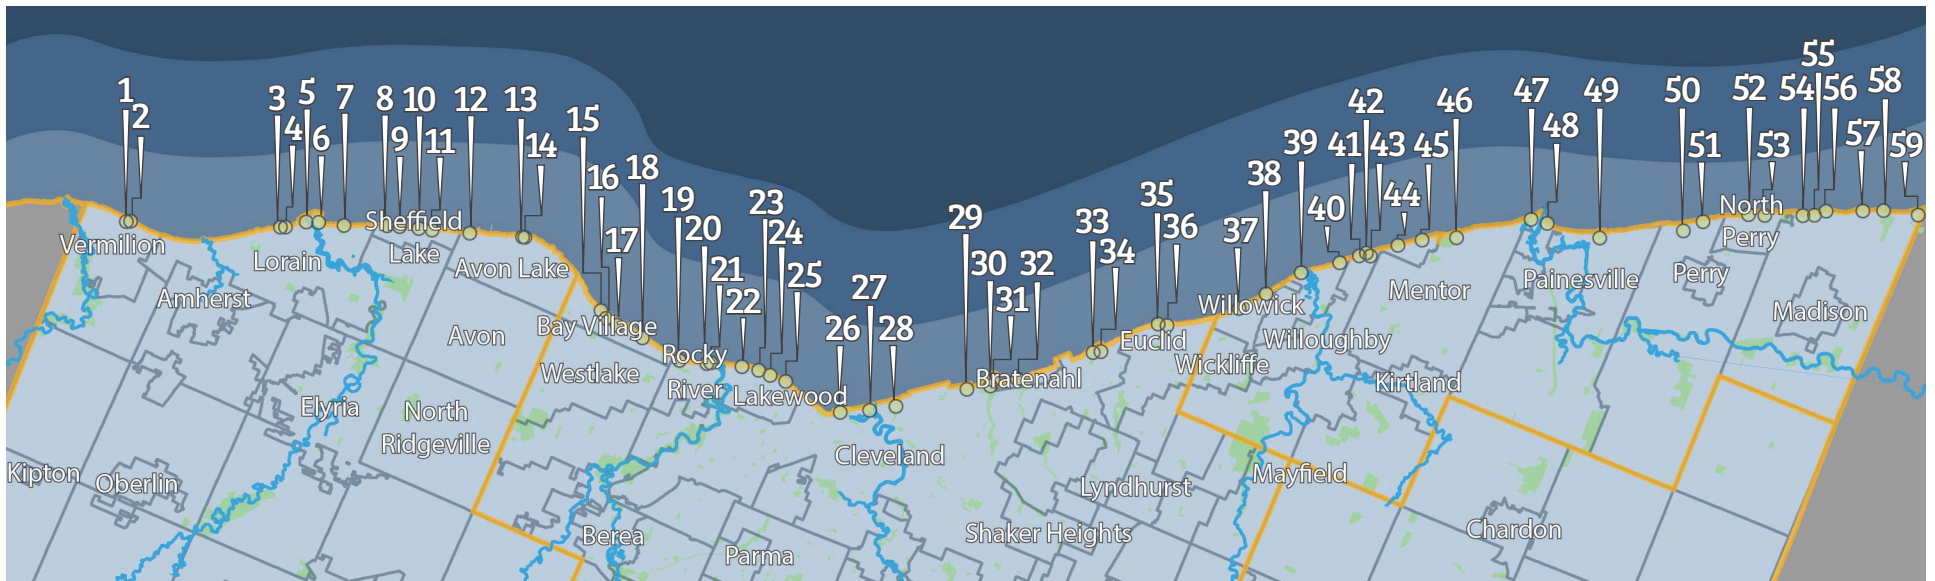 1
2
3
4
5
6
7
8
9
10
11
12
13
14
15
16
17
18
19
20
21
22
23
24
25
26
27
28
29
30
31
32
33
34
35
36
37
38
39
40
41
42
43
44
45
46
47
48
49
50
51
52
53
54
55
56
57
58
59
Vermilion
Lorain
Sheffield
Lake
Avon Lake
Amherst
Avon
Bay Village
Westlake
Rocky
River
Lakewood
Elyria
North
Ridgeville
Kipton
Oberlin
Berea
Parma
Cleveland
Bratenahl
Euclid
Wickliffe
Willowick
Willoughby
Mentor
Kirtland
Painesville
North
Perry
Perry
Madison
Mayfield
Lyndhurst
Shaker Heights
Chardon